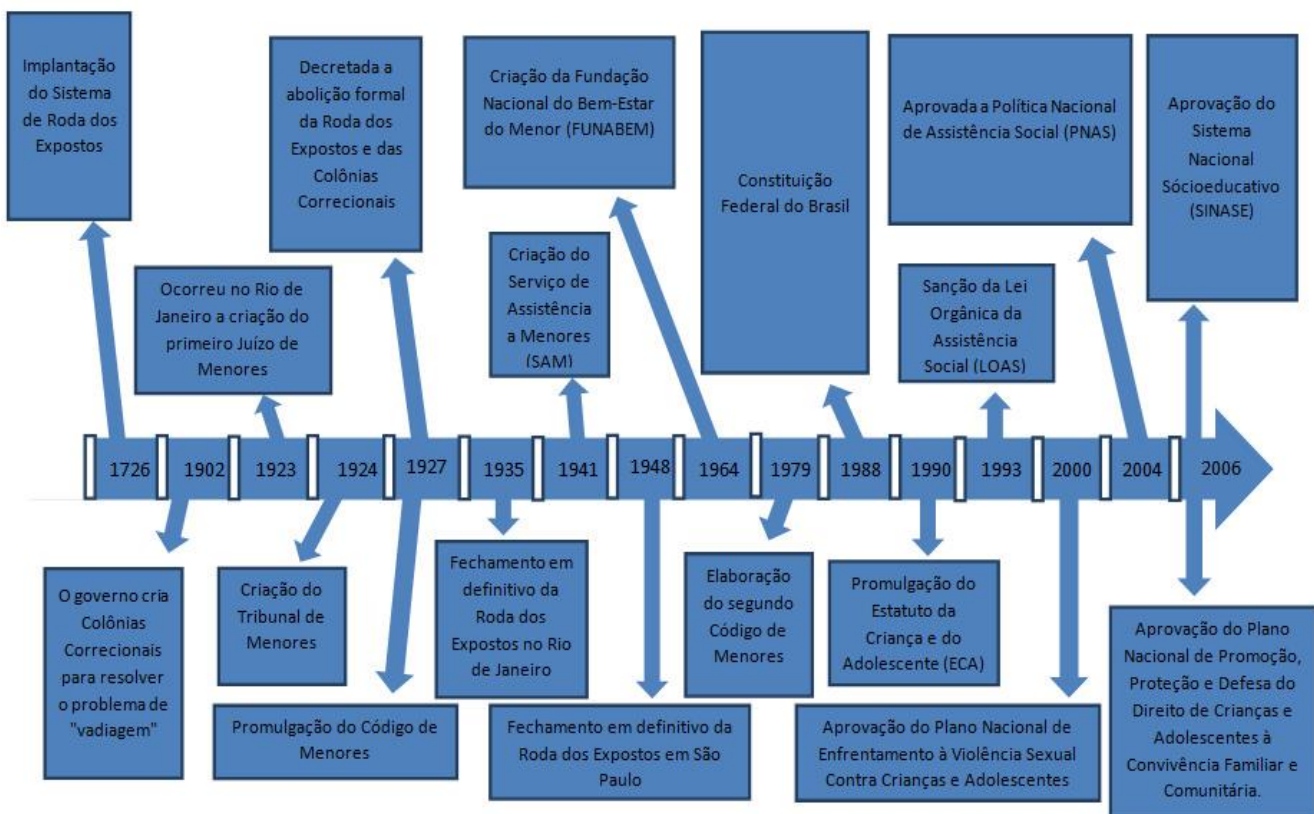 Implantação
do Sistema
de Roda dos
Expostos
Decretada a
abolição formal
da Roda dos
Expostos e das
Colônias
Correcionais
Criação da Fundação
Nacional do Bem-Estar
do Menor (FUNABEM)
Constituição
Federal do Brasil
Aprovada a Política Nacional
de Assistência Social (PNAS)
Aprovação do
Sistema
Nacional
Sócioeducativo
(SINASE)
Ocorreu no Rio de
Janeiro a criação do
primeiro Juízo de
Menores
Criação do
Serviço de
Assistência
a Menores
(SAM)
Sanção da Lei
Orgânica da
Assistência
Social (LOAS)
1726 1902 1923 1924 1927 1935 1941 1948 1964 1979 1988 1990 1993 2000 2004 2006
O governo cria
Colônias
Correcionais
para resolver
o problema de
"vadiagem"
Criação do
Tribunal de
Menores
Promulgação do Código de
Menores
Fechamento em
definitivo da
Roda dos
Expostos no Rio
de Janeiro
Fechamento em definitivo da
Roda dos Expostos em São
Paulo
Elaboração
do segundo
Código de
Menores
Promulgação do
Estatuto da
Criança e do
Adolescente (ECA)
Aprovação do Plano Nacional de
Enfrentamento à Violência Sexual
Contra Crianças e Adolescentes
Aprovação do Plano
Nacional de Promoção,
Proteção e Defesa do
Direito de Crianças e
Adolescentes à
Convivência Familiar e
Comunitária.